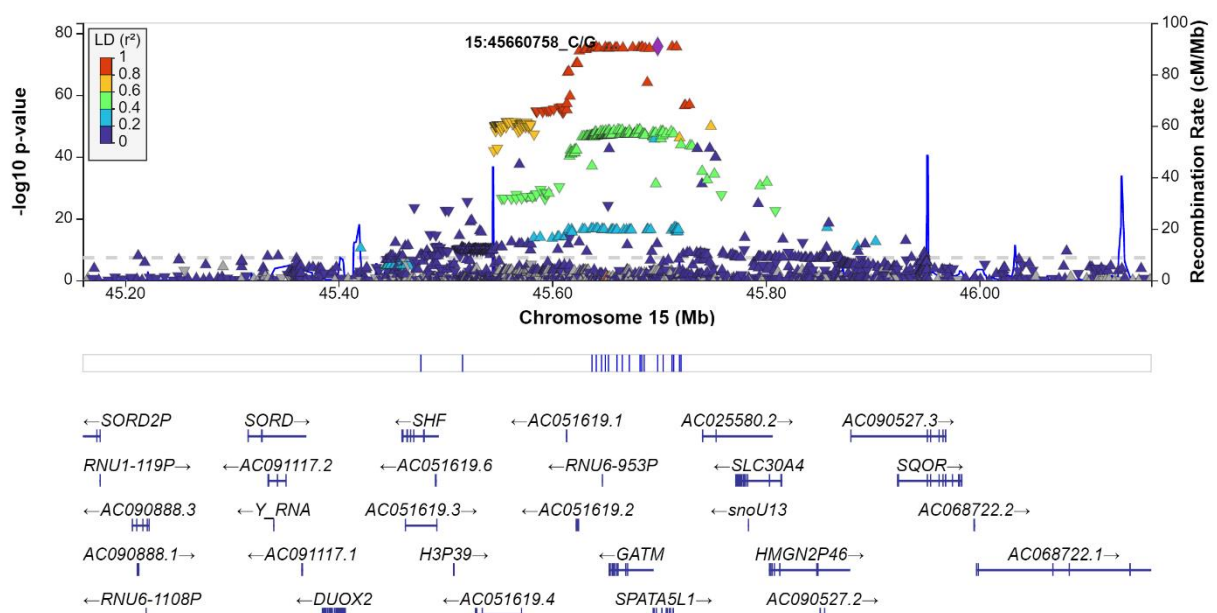 80
60
40
20
0
-log10 p-value
LD (r²)
1
0.8
0.6
0.4
0.2
0
15:45660758_C/G
100
80
60
40
20
0
Recombination Rate (cM/Mb)
45.20 45.40 45.60 45.80 46.00
Chromosome 15 (Mb)
←SORD2P SORD→ ←SHF ←AC051619.1 AC025580.2→ AC090527.3→
RNU1-119P→ ←AC091117.2 ←AC051619.6 ←RNU6-953P ←SLC30A4 SQOR→
←AC090888.3 ←Y_RNA AC051619.3→ ←AC051619.2 ←snoU13 AC068722.2→
AC090888.1→ ←AC091117.1 H3P39→ ←GATM HMGN2P46→ AC068722.1→
←RNU6-1108P ←DUOX2 ←AC051619.4 SPATA5L1→ AC090527.2→